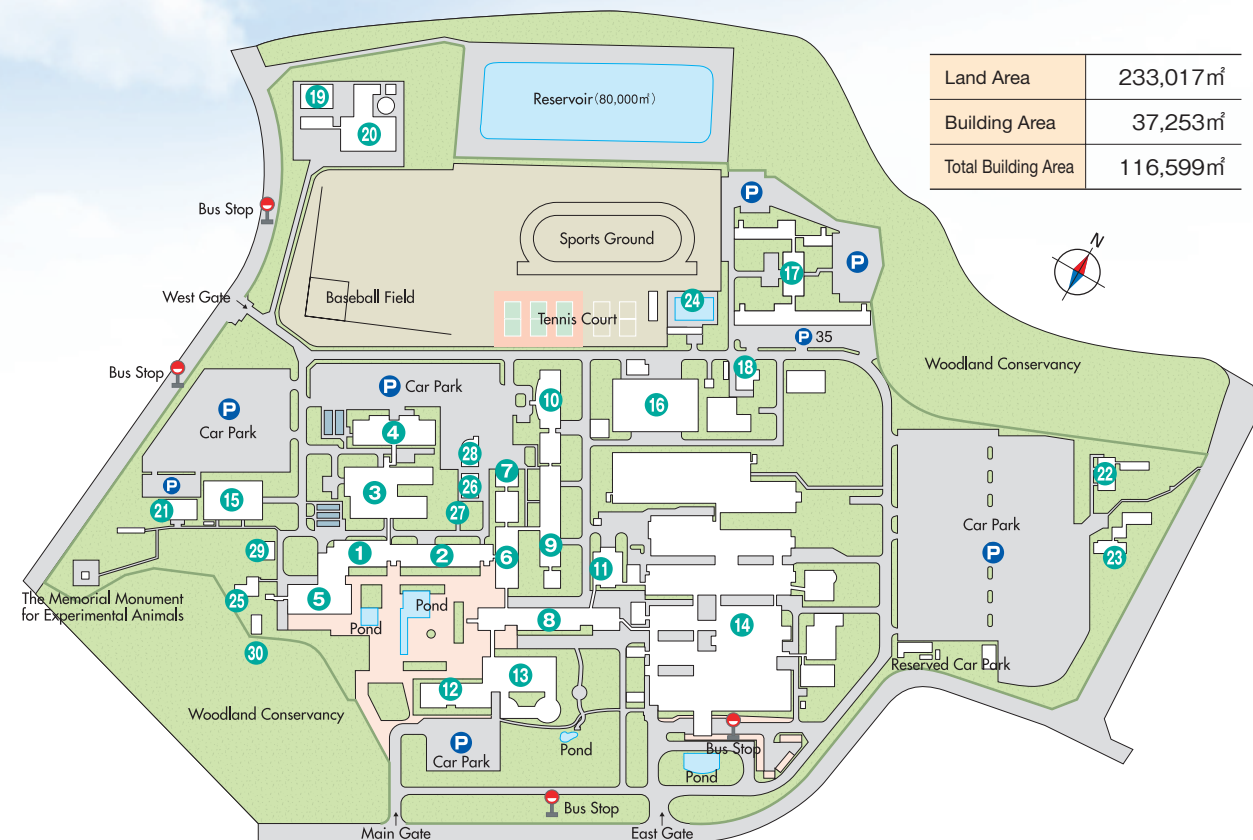 Land Area 233,017㎡
Building Area 37,253㎡
Total Building Area 116,599㎡
N
19
20
Reservoir(80,000㎥)
Bus Stop
P
Sports Ground
17
P
West Gate
Baseball Field
24
Tennis Court
P 35
Bus Stop
18
Woodland Conservancy
P
Car Park
P Car Park
10
16
4
28
7
22
P
21
15
3
26
27
Car Park
P
29
1
2
6
9
11
23
25
5
The Memorial Monument
for Experimental Animals
Pond
Pond
8
14
30
Reserved Car Park
12
13
Woodland Conservancy
P
Car Park
Pond
Bus Stop
Pond
Bus Stop
Main Gate
East Gate